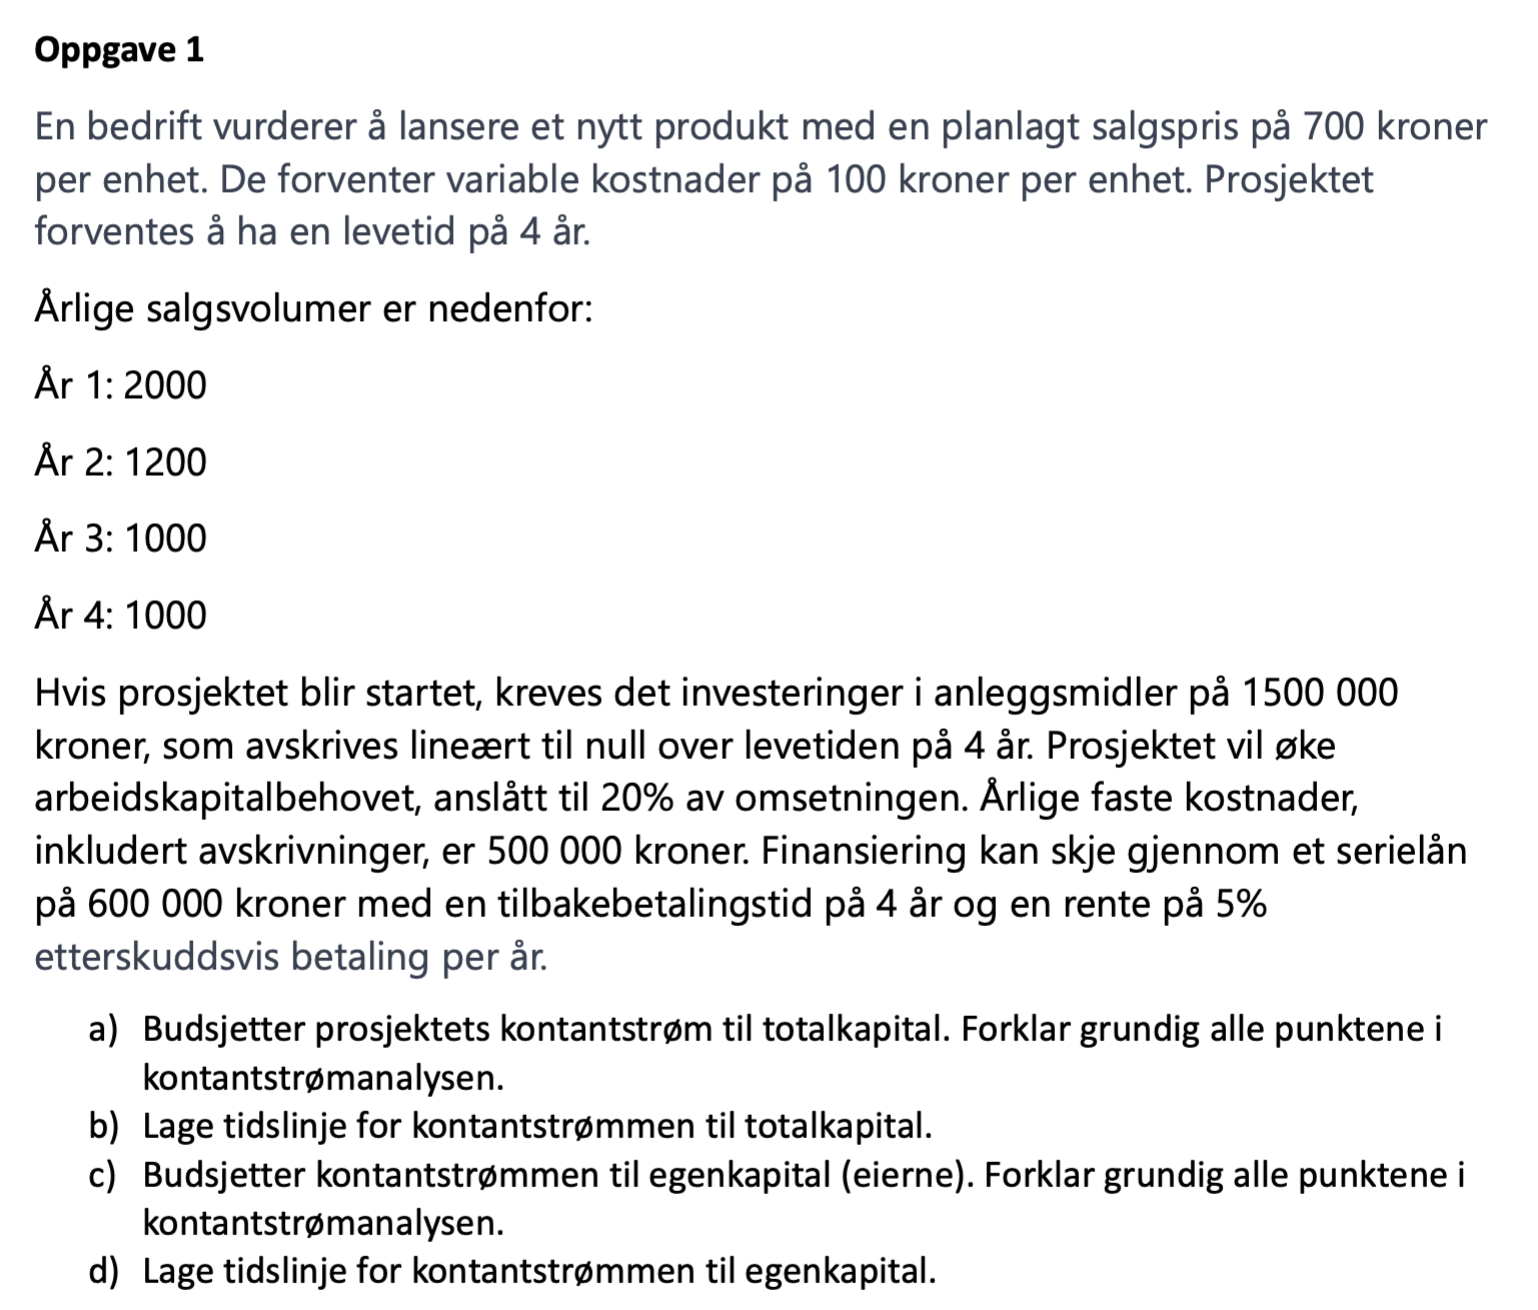 Oppgave 1
En bedrift vurderer å lansere et nytt produkt med en planlagt salgspris på 700 kroner
per enhet. De forventer variable kostnader på 100 kroner per enhet. Prosjektet
forventes å ha en levetid på 4 år.
Årlige salgsvolumer er nedenfor:
År 1: 2000
År 2: 1200
År 3: 1000
År 4: 1000
Hvis prosjektet blir startet, kreves det investeringer i anleggsmidler på 1500 000
kroner, som avskrives lineært til null over levetiden på 4 år. Prosjektet vil øke
arbeidskapitalbehovet, anslått til 20% av omsetningen. Årlige faste kostnader,
inkludert avskrivninger, er 500 000 kroner. Finansiering kan skje gjennom et serielån
på 600 000 kroner med en tilbakebetalingstid på 4 år og en rente på 5%
etterskuddsvis betaling per år.
a) Budsjetter prosjektets kontantstrøm til totalkapital. Forklar grundig alle punktene i
kontantstrømanalysen.
b) Lage tidslinje for kontantstrømmen til totalkapital.
c) Budsjetter kontantstrømmen til egenkapital (eierne). Forklar grundig alle punktene i
kontantstrømanalysen.
d) Lage tidslinje for kontantstrømmen til egenkapital.